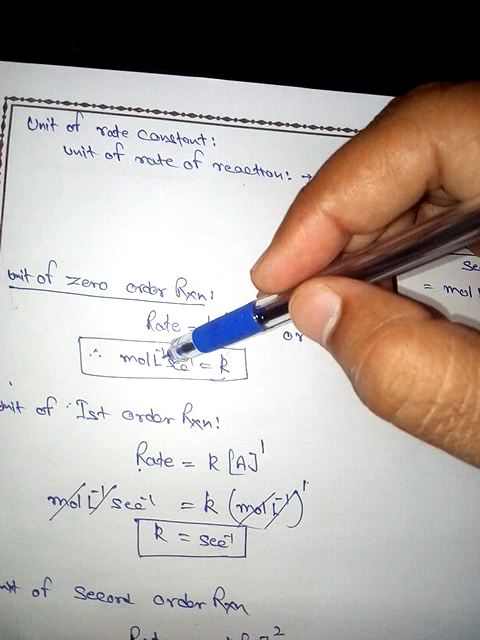 Unit of rate constant:
Unit of rate of reaction: →
= mol
Unit of zero order Rxn:
Rate =
or
∴ mol L⁻¹ sec⁻¹ = k
Unit of Ist order Rxn:
Rate = k [A]¹
mol L⁻¹ sec⁻¹ = k (mol L⁻¹)¹
k = sec⁻¹
Unit of second order Rxn